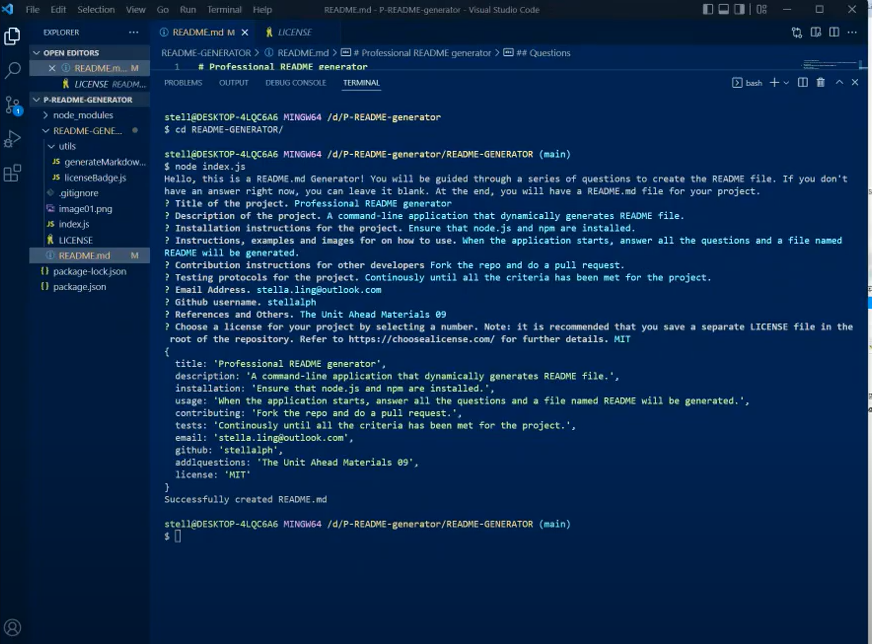 File Edit Selection View Go Run Terminal Help README.md - P-README-generator - Visual Studio Code
EXPLORER
OPEN EDITORS
README.m... M
LICENSE READM...
P-README-GENERATOR
node_modules
README-GENE...
utils
JS generateMarkdow...
JS licenseBadge.js
.gitignore
image01.png
JS index.js
LICENSE
README.md M
{} package-lock.json
{} package.json
1
README.md M
LICENSE
README-GENERATOR > README.md > # Professional README generator > ## Questions
1 # Professional README generator
PROBLEMS OUTPUT DEBUG CONSOLE TERMINAL
bash
stell@DESKTOP-4LQC6A6 MINGW64 /d/P-README-generator
$ cd README-GENERATOR/
stell@DESKTOP-4LQC6A6 MINGW64 /d/P-README-generator/README-GENERATOR (main)
$ node index.js
Hello, this is a README.md Generator! You will be guided through a series of questions to create the README file. If you don't
have an answer right now, you can leave it blank. At the end, you will have a README.md file for your project.
? Title of the project. Professional README generator
? Description of the project. A command-line application that dynamically generates README file.
? Installation instructions for the project. Ensure that node.js and npm are installed.
? Instructions, examples and images for on how to use. When the application starts, answer all the questions and a file named
README will be generated.
? Contribution instructions for other developers Fork the repo and do a pull request.
? Testing protocols for the project. Continously until all the criteria has been met for the project.
? Email Address. stella.ling@outlook.com
? Github username. stellalph
? References and Others. The Unit Ahead Materials 09
? Choose a license for your project by selecting a number. Note: it is recommended that you save a separate LICENSE file in the
root of the repository. Refer to https://choosealicense.com/ for further details. MIT
{
title: 'Professional README generator',
description: 'A command-line application that dynamically generates README file.',
installation: 'Ensure that node.js and npm are installed.',
usage: 'When the application starts, answer all the questions and a file named README will be generated.',
contributing: 'Fork the repo and do a pull request.',
tests: 'Continously until all the criteria has been met for the project.',
email: 'stella.ling@outlook.com',
github: 'stellalph',
addlquestions: 'The Unit Ahead Materials 09',
license: 'MIT'
}
Successfully created README.md
stell@DESKTOP-4LQC6A6 MINGW64 /d/P-README-generator/README-GENERATOR (main)
$